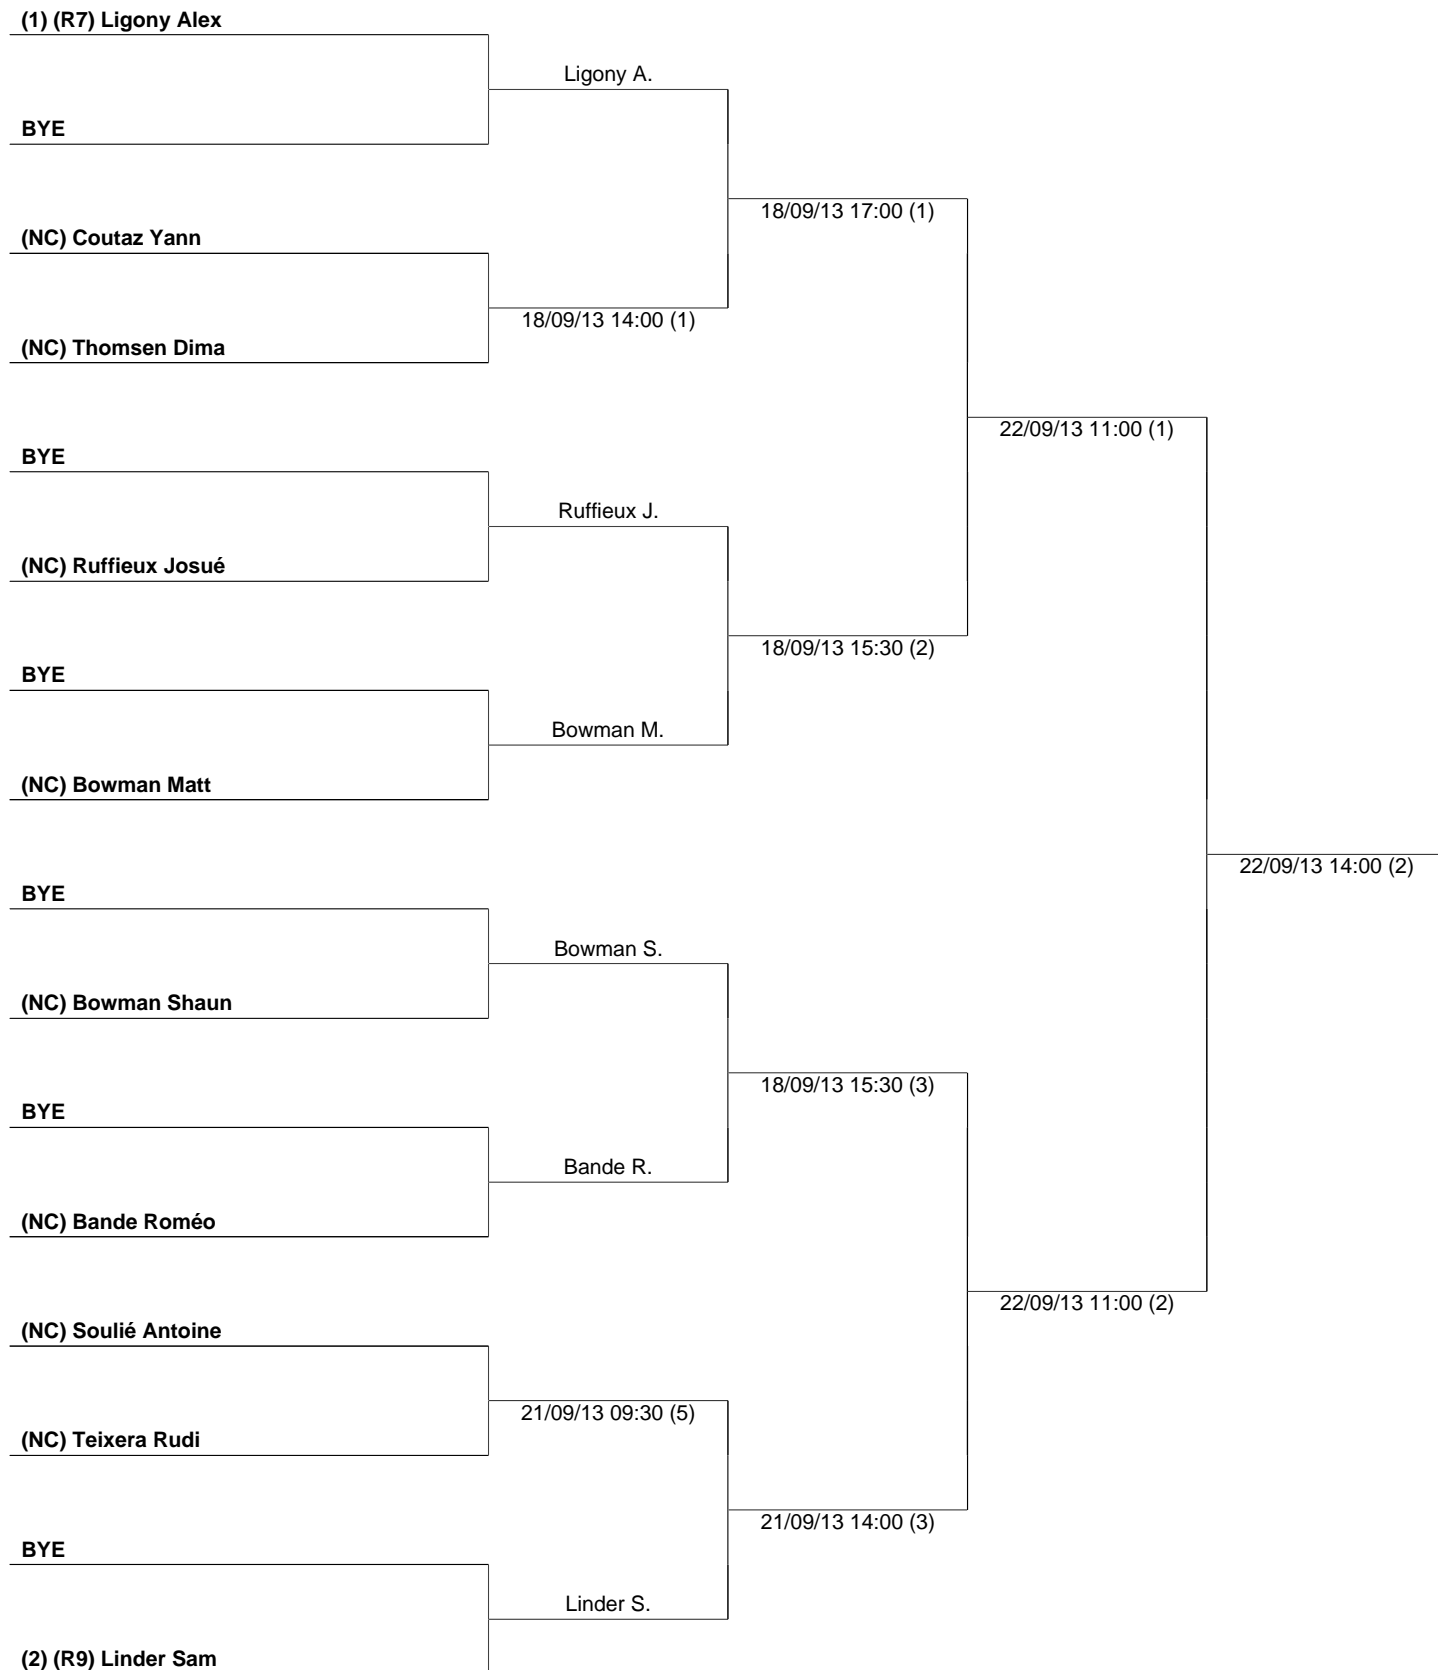 (1) (R7) Ligony Alex
Ligony A.
BYE
18/09/13 17:00 (1)
(NC) Coutaz Yann
18/09/13 14:00 (1)
(NC) Thomsen Dima
22/09/13 11:00 (1)
BYE
Ruffieux J.
(NC) Ruffieux Josué
18/09/13 15:30 (2)
BYE
Bowman M.
(NC) Bowman Matt
22/09/13 14:00 (2)
BYE
Bowman S.
(NC) Bowman Shaun
18/09/13 15:30 (3)
BYE
Bande R.
(NC) Bande Roméo
22/09/13 11:00 (2)
(NC) Soulié Antoine
21/09/13 09:30 (5)
(NC) Teixera Rudi
21/09/13 14:00 (3)
BYE
Linder S.
(2) (R9) Linder Sam